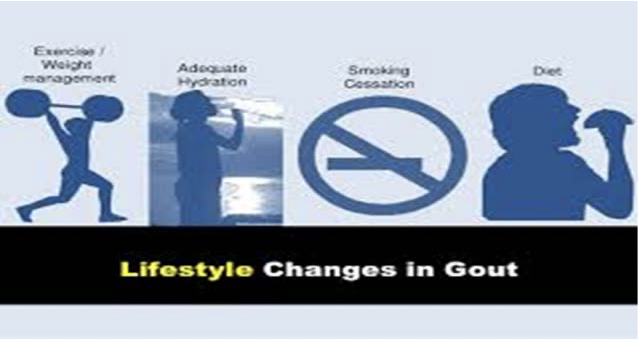 Exercise /
Weight
management
Adequate
Hydration
Smoking
Cessation
Diet
Lifestyle Changes in Gout